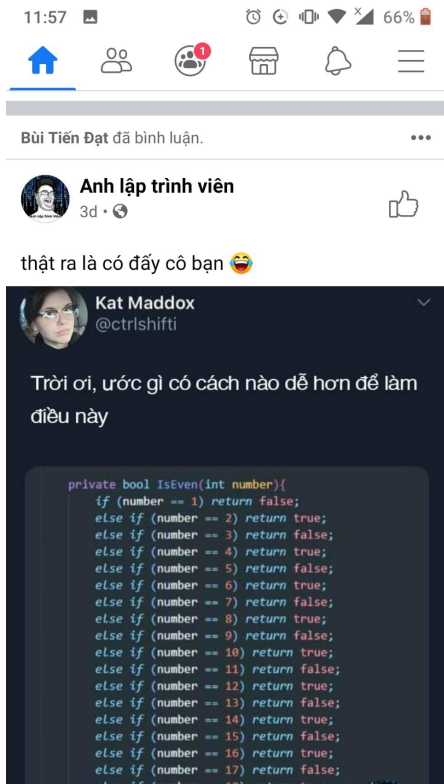 11:57
66%
1
Bùi Tiến Đạt đã bình luận.
Anh lập trình viên
3d
thật ra là có đấy cô bạn 😂
Kat Maddox
@ctrlshifti
Trời ơi, ước gì có cách nào dễ hơn để làm
điều này
private bool IsEven(int number){
if (number == 1) return false;
else if (number == 2) return true;
else if (number == 3) return false;
else if (number == 4) return true;
else if (number == 5) return false;
else if (number == 6) return true;
else if (number == 7) return false;
else if (number == 8) return true;
else if (number == 9) return false;
else if (number == 10) return true;
else if (number == 11) return false;
else if (number == 12) return true;
else if (number == 13) return false;
else if (number == 14) return true;
else if (number == 15) return false;
else if (number == 16) return true;
else if (number == 17) return false;